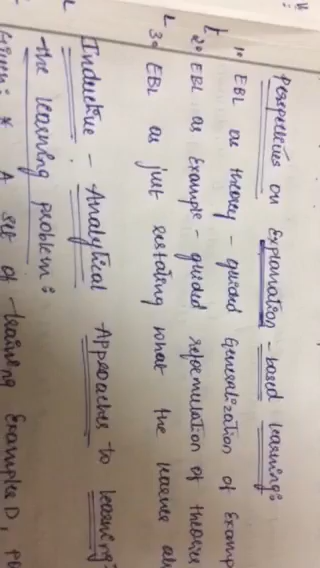 Perspectives on Explanation-based learning:
1° EBL as theory-guided Generalization of Examp
2° EBL as Example-guided reformulation of theories
3° EBL as just restating what the learner al
Inductive - Analytical Approaches to learning:
the learning problem:
Given: * A set of training Examples D,